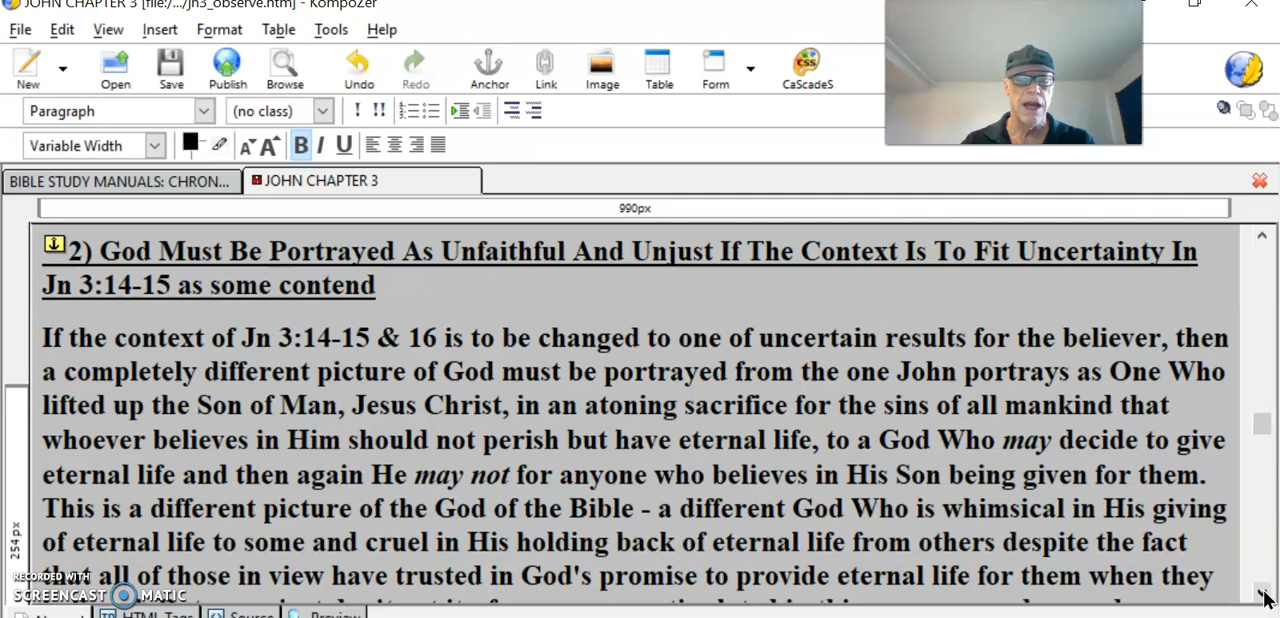 JOHN CHAPTER 3 [file:/.../jn3_observe.htm] - KompoZer
File Edit View Insert Format Table Tools Help
New Open Save Publish Browse Undo Redo Anchor Link Image Table Form CaScadeS
Paragraph (no class) ! !!
Variable Width A A B I U
BIBLE STUDY MANUALS: CHRON... JOHN CHAPTER 3
990px
2) God Must Be Portrayed As Unfaithful And Unjust If The Context Is To Fit Uncertainty In
Jn 3:14-15 as some contend
If the context of Jn 3:14-15 & 16 is to be changed to one of uncertain results for the believer, then
a completely different picture of God must be portrayed from the one John portrays as One Who
lifted up the Son of Man, Jesus Christ, in an atoning sacrifice for the sins of all mankind that
whoever believes in Him should not perish but have eternal life, to a God Who may decide to give
eternal life and then again He may not for anyone who believes in His Son being given for them.
This is a different picture of the God of the Bible - a different God Who is whimsical in His giving
of eternal life to some and cruel in His holding back of eternal life from others despite the fact
that all of those in view have trusted in God's promise to provide eternal life for them when they
254px
RECORDED WITH
SCREENCAST MATIC
HTML Tags Source Preview